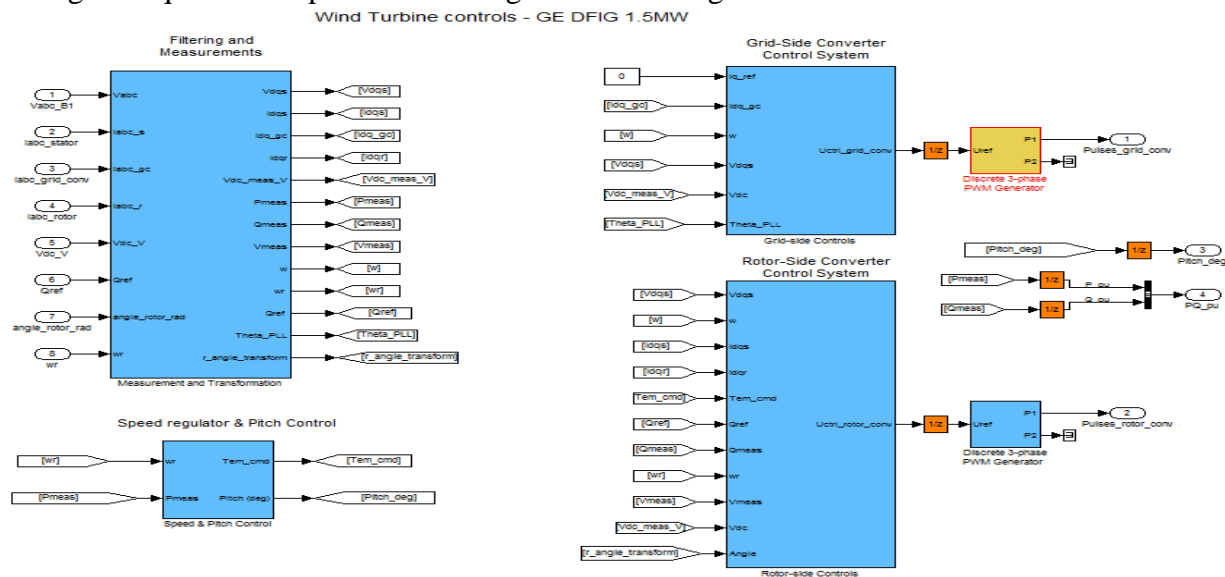 Wind Turbine controls - GE DFIG 1.5MW
Filtering and
Measurements
1
Vabc_B1
2
Iabc_stator
3
Iabc_grid_conv
4
Iabc_rotor
5
Vdc_V
6
Qref
7
angle_rotor_rad
8
wr
Vabc
Iabc_s
Iabc_gc
Iabc_r
Vdc_V
Qref
angle_rotor_rad
wr
Vdqs
Idqs
Idq_gc
Idqr
Vdc_meas_V
Pmeas
Qmeas
Vmeas
w
wr
Qref
Theta_PLL
r_angle_transform
[Vdqs]
[Idqs]
[Idq_gc]
[Idqr]
[Vdc_meas_V]
[Pmeas]
[Qmeas]
[Vmeas]
[w]
[wr]
[Qref]
[Theta_PLL]
[r_angle_transform]
Measurement and Transformation
Speed regulator & Pitch Control
[wr]
[Pmeas]
wr
Pmeas
Tem_cmd
Pitch (deg)
[Tem_cmd]
[Pitch_deg]
Speed & Pitch Control
Grid-Side Converter
Control System
0
[Idq_gc]
[w]
[Vdqs]
[Vdc_meas_V]
[Theta_PLL]
Iq_ref
Idq_gc
w
Vdqs
Vdc
Theta_PLL
Uctrl_grid_conv
Grid-side Controls
1/z
Uref
P1
P2
Discrete 3-phase
PWM Generator
1
Pulses_grid_conv
[Pitch_deg]
1/z
3
Pitch_deg
[Pmeas]
1/z
P_pu
[Qmeas]
1/z
Q_pu
4
PQ_pu
Rotor-Side Converter
Control System
[Vdqs]
[w]
[Idqs]
[Idqr]
[Tem_cmd]
[Qref]
[Qmeas]
[wr]
[Vmeas]
[Vdc_meas_V]
[r_angle_transform]
Vdqs
w
Idqs
Idqr
Tem_cmd
Qref
Qmeas
wr
Vmeas
Vdc
Angle
Uctrl_rotor_conv
Rotor-side Controls
1/z
Uref
P1
P2
Discrete 3-phase
PWM Generator
2
Pulses_rotor_conv